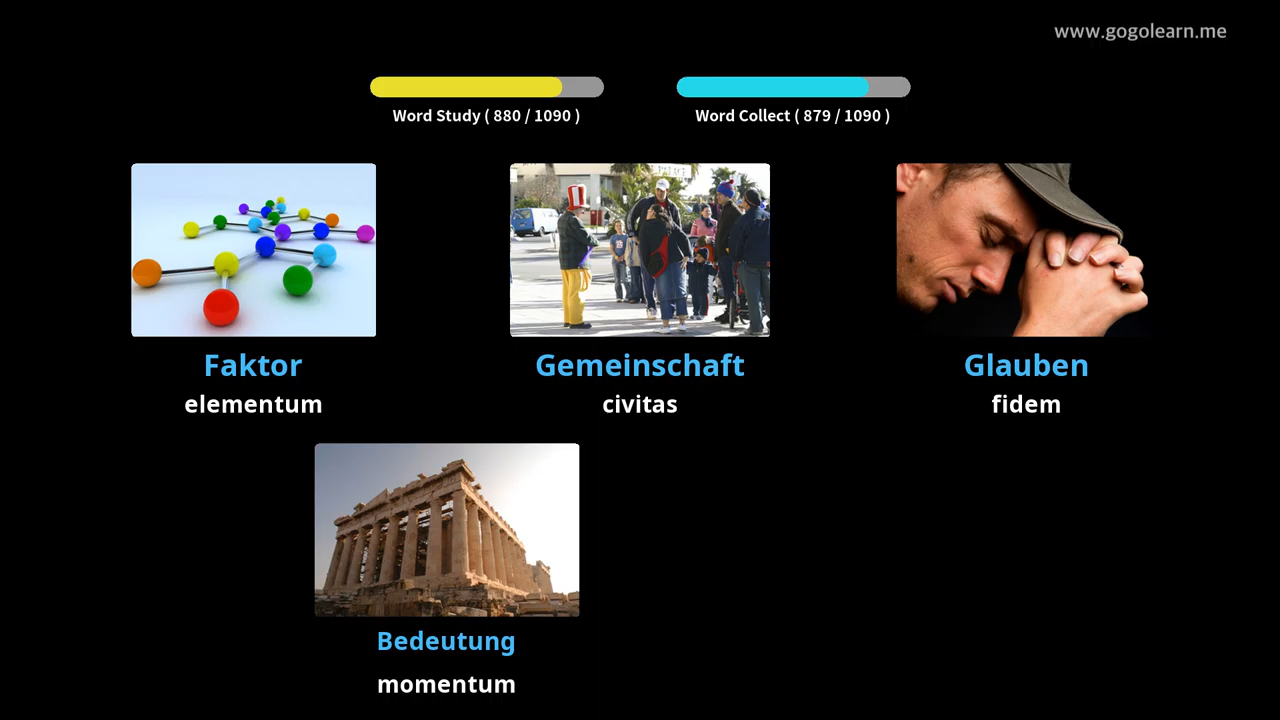 www.gogolearn.me
Word Study ( 880 / 1090 )
Word Collect ( 879 / 1090 )
Faktor
elementum
Gemeinschaft
civitas
Glauben
fidem
Bedeutung
momentum